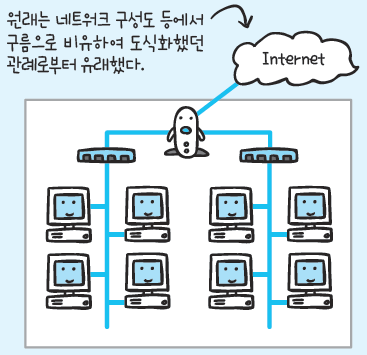 원래는 네트워크 구성도 등에서
구름으로 비유하여 도식화했던
관례로부터 유래했다.
Internet